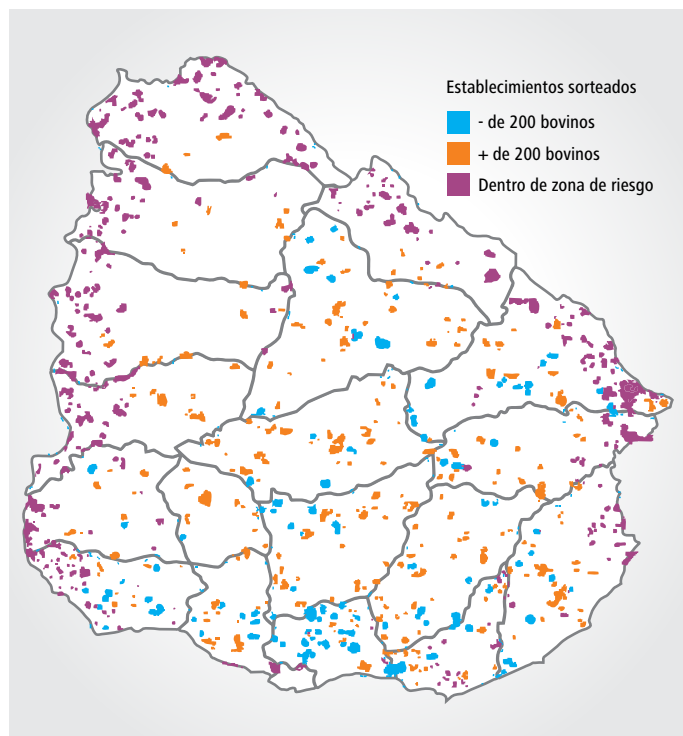 Establecimientos sorteados
- de 200 bovinos
+ de 200 bovinos
Dentro de zona de riesgo